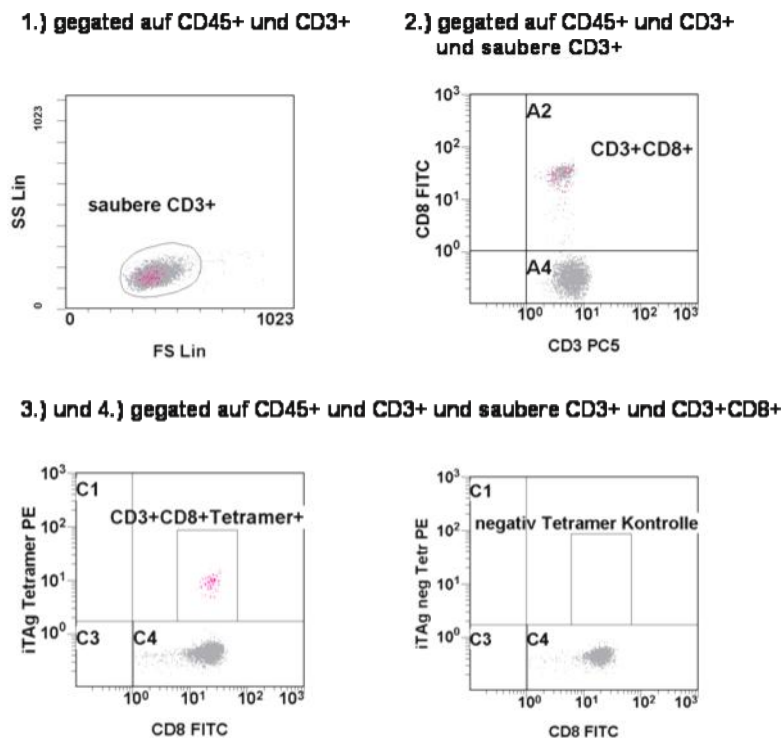 1.) gegated auf CD45+ und CD3+
2.) gegated auf CD45+ und CD3+
und saubere CD3+
1023
SS Lin
0
saubere CD3+
0
1023
FS Lin
10³
10²
10¹
10⁰
CD8 FITC
A2
CD3+CD8+
A4
10⁰
10¹
10²
10³
CD3 PC5
3.) und 4.) gegated auf CD45+ und CD3+ und saubere CD3+ und CD3+CD8+
10³
10²
10¹
10⁰
iTAg Tetramer PE
C1
CD3+CD8+Tetramer+
C3
C4
10⁰
10¹
10²
10³
CD8 FITC
10³
10²
10¹
10⁰
iTAg neg Tetr PE
C1
negativ Tetramer Kontrolle
C3
C4
10⁰
10¹
10²
10³
CD8 FITC